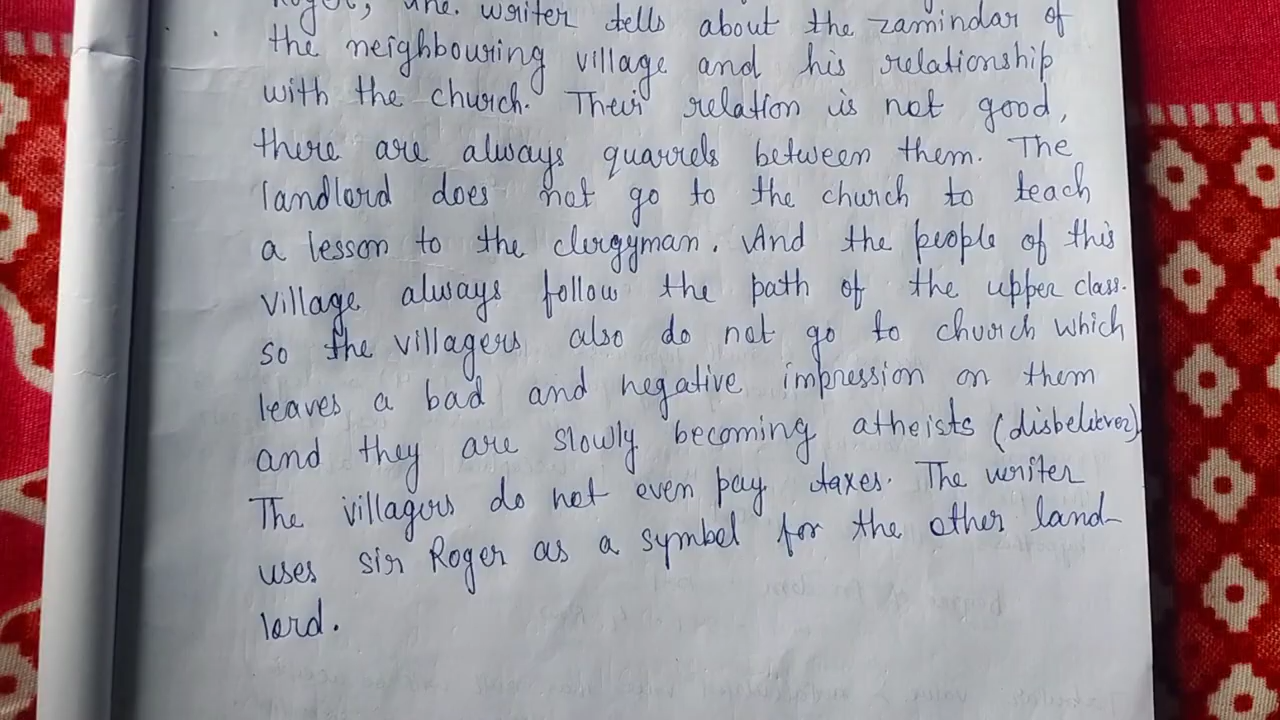 Roger, the writer tells about the zamindar of
the neighbouring village and his relationship
with the church. Their relation is not good,
there are always quarrels between them. The
landlord does not go to the church to teach
a lesson to the clergyman. And the people of this
village always follow the path of the upper class.
so the villagers also do not go to church which
leaves a bad and negative impression on them
and they are slowly becoming atheists (disbeliever)
The villagers do not even pay taxes. The writer
uses sir Roger as a symbol for the other land-
lord.